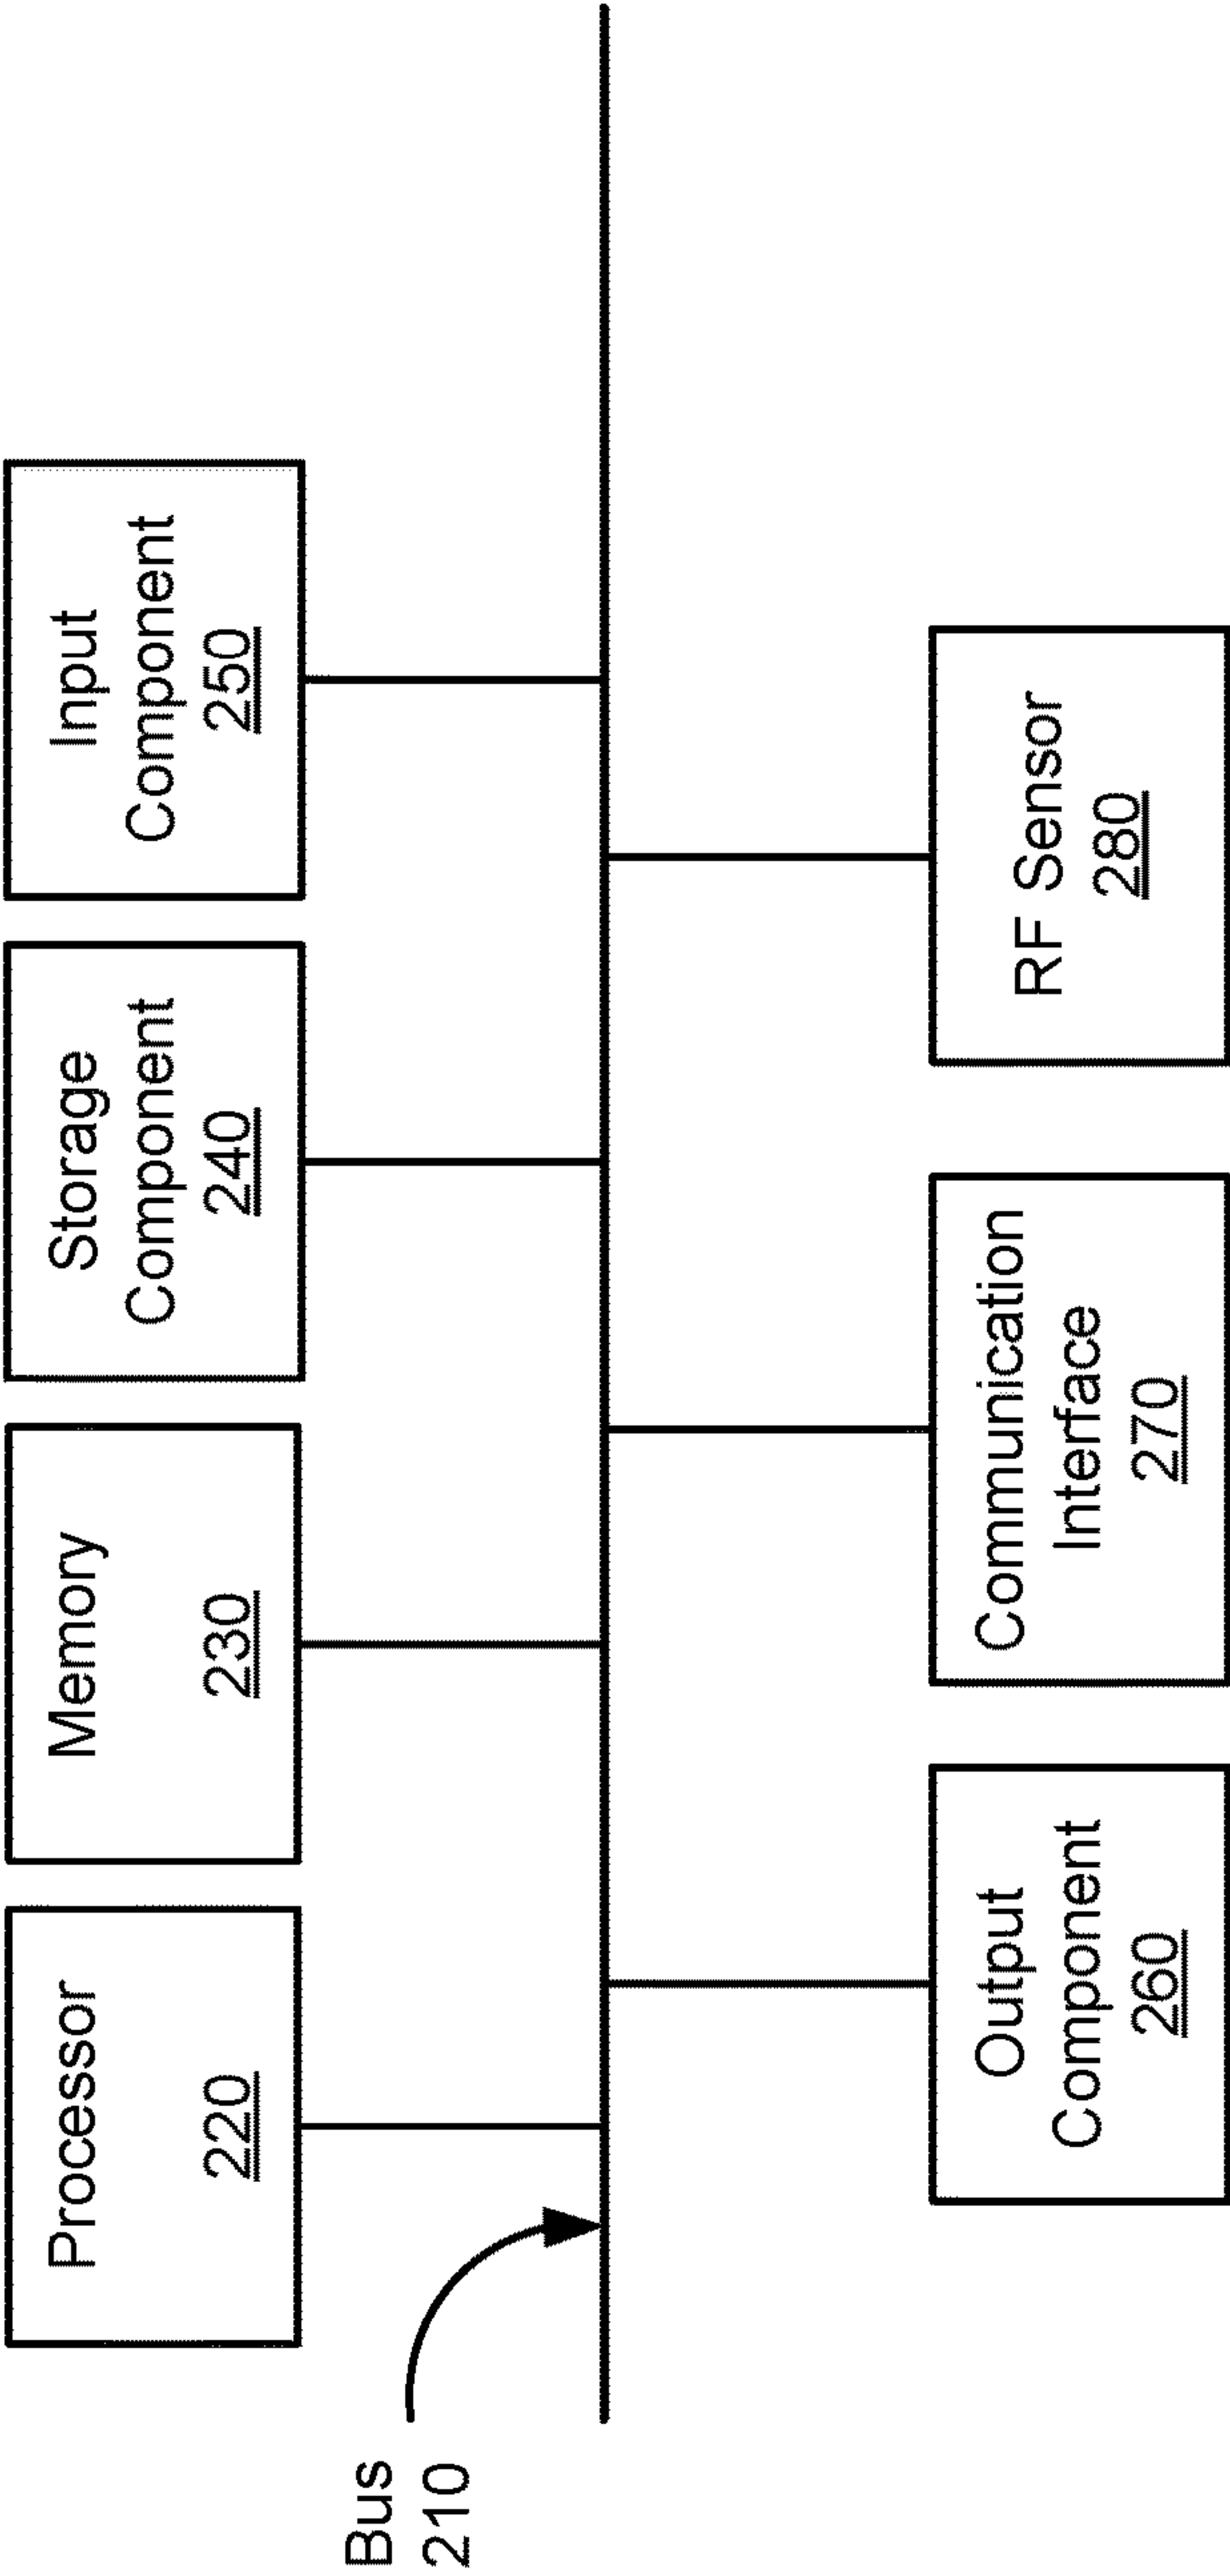 Processor
220
Memory
230
Storage
Component
240
Input
Component
250
Bus
210
Output
Component
260
Communication
Interface
270
RF Sensor
280